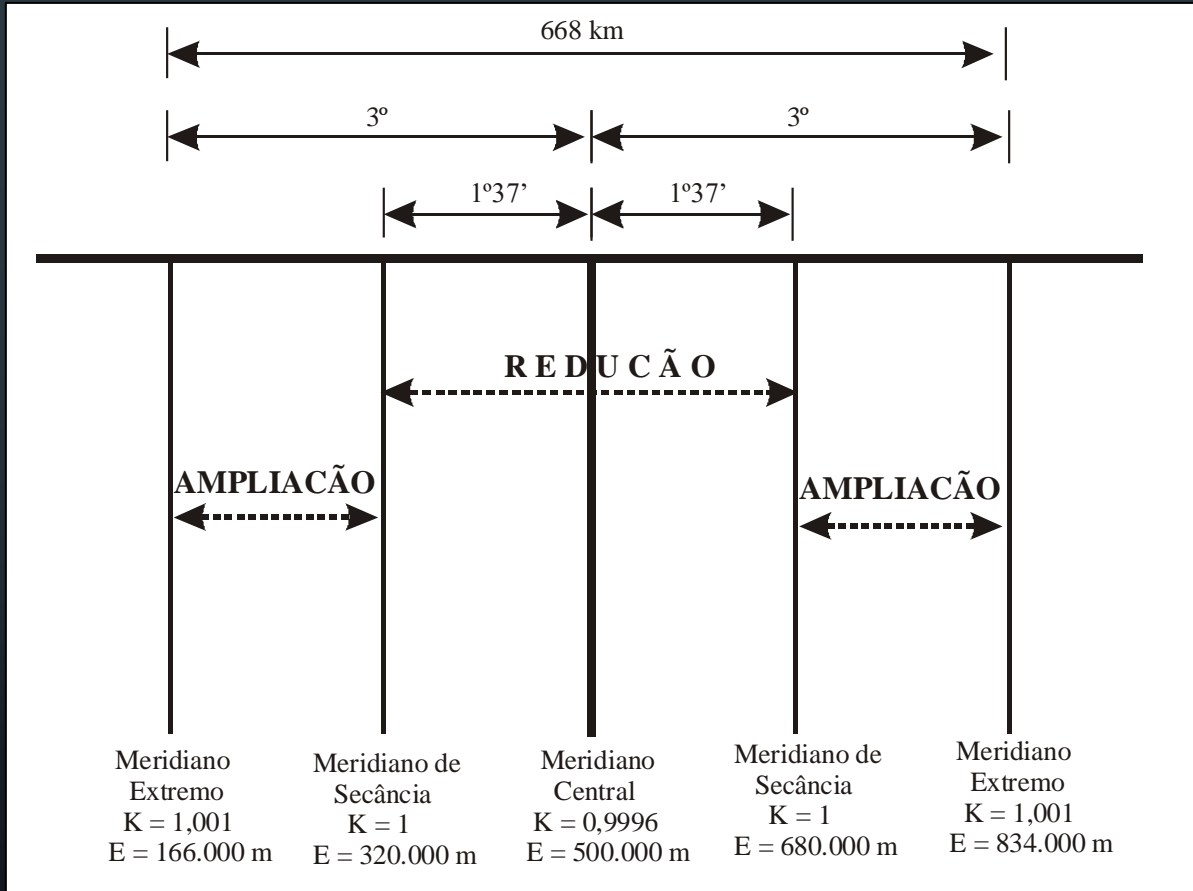 668 km
3º 3º
1º37’ 1º37’
R E D U C Ã O
AMPLIACÃO
AMPLIACÃO
Meridiano
Extremo
K = 1,001
E = 166.000 m
Meridiano de
Secância
K = 1
E = 320.000 m
Meridiano
Central
K = 0,9996
E = 500.000 m
Meridiano de
Secância
K = 1
E = 680.000 m
Meridiano
Extremo
K = 1,001
E = 834.000 m